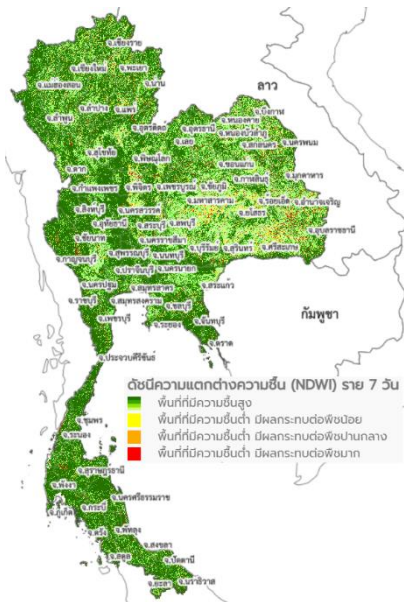 จ.เชียงราย
จ.เชียงใหม่ จ.พะเยา
จ.แม่ฮ่องสอน จ.น่าน
จ.ลำปาง จ.แพร่
จ.ลำพูน
จ.อุตรดิตถ์
ลาว
จ.บึงกาฬ
จ.หนองคาย
จ.อุดรธานี จ.หนองบัวลำภู
จ.เลย จ.สกลนคร จ.นครพนม
จ.สุโขทัย
จ.พิษณุโลก
จ.ตาก
จ.ขอนแก่น
จ.กาฬสินธุ์ จ.มุกดาหาร
จ.กำแพงเพชร จ.พิจิตร จ.เพชรบูรณ์ จ.ชัยภูมิ
จ.มหาสารคาม จ.ร้อยเอ็ด จ.อำนาจเจริญ
จ.สิงห์บุรี จ.นครสวรรค์
จ.ยโสธร
จ.อุทัยธานี จ.สระบุรี จ.ลพบุรี
จ.อุบลราชธานี
จ.ชัยนาท จ.นครราชสีมา
จ.บุรีรัมย์ จ.สุรินทร์ จ.ศรีสะเกษ
จ.กาญจนบุรี จ.สุพรรณบุรี จ.นนทบุรี
จ.ปราจีนบุรี จ.นครนายก
จ.นครปฐม จ.สมุทรสาคร จ.สระแก้ว
จ.ราชบุรี จ.สมุทรสงคราม
จ.ชลบุรี
จ.เพชรบุรี
จ.ระยอง จ.จันทบุรี
จ.ตราด
กัมพูชา
จ.ประจวบคีรีขันธ์
ดัชนีความแตกต่างความชื้น (NDWI) ราย 7 วัน
พื้นที่ที่มีความชื้นสูง
พื้นที่ที่มีความชื้นต่ำ มีผลกระทบต่อพืชน้อย
พื้นที่ที่มีความชื้นต่ำ มีผลกระทบต่อพืชปานกลาง
พื้นที่ที่มีความชื้นต่ำ มีผลกระทบต่อพืชมาก
จ.ชุมพร
จ.ระนอง
จ.สุราษฎร์ธานี
จ.พังงา
จ.นครศรีธรรมราช
จ.กระบี่
จ.ภูเก็ต
จ.ตรัง จ.พัทลุง
จ.สงขลา
จ.สตูล จ.ปัตตานี
จ.ยะลา จ.นราธิวาส